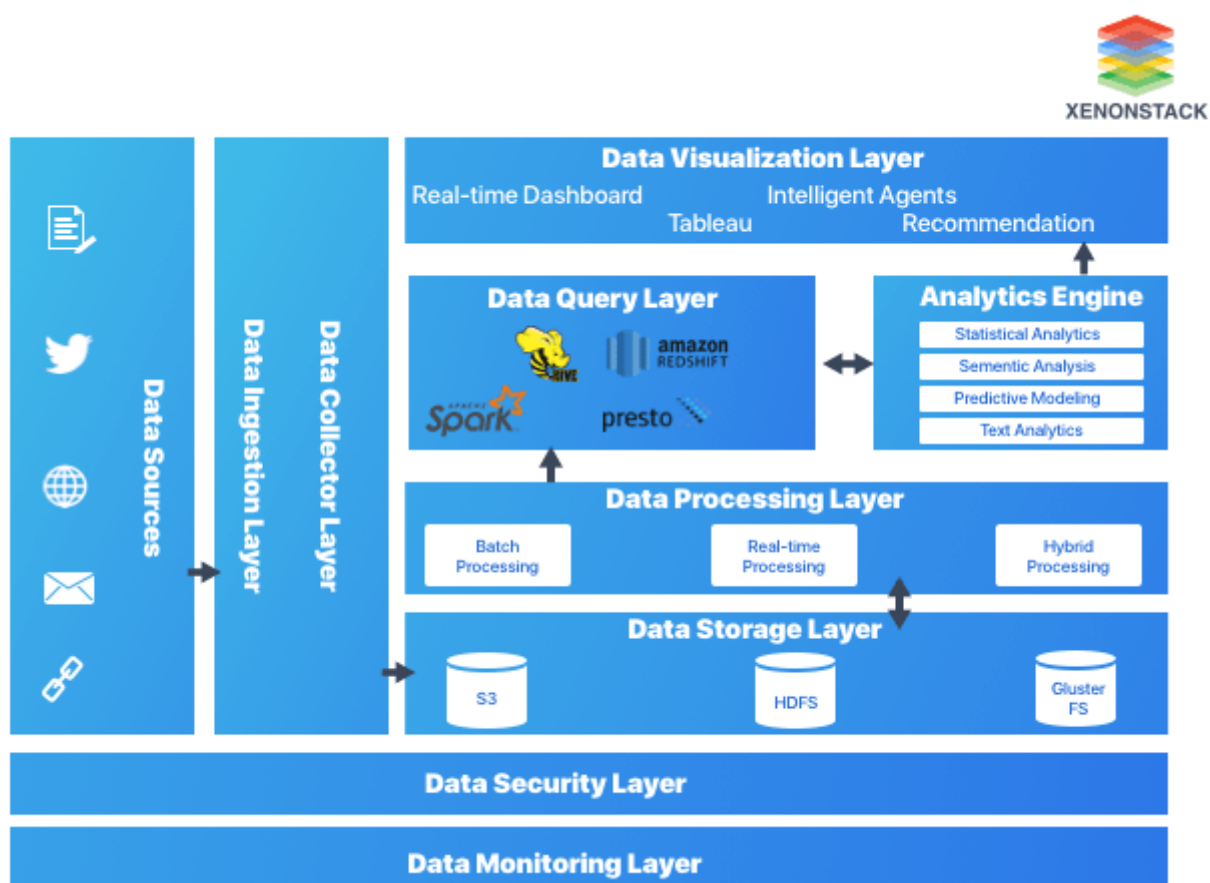 XENONSTACK
Data Sources
Data Ingestion Layer
Data Collector Layer
Data Visualization Layer
Real-time Dashboard
Intelligent Agents
Tableau
Recommendation
Data Query Layer
HIVE
amazon
REDSHIFT
APACHE
Spark
presto
Analytics Engine
Statistical Analytics
Sementic Analysis
Predictive Modeling
Text Analytics
Data Processing Layer
Batch
Processing
Real-time
Processing
Hybrid
Processing
Data Storage Layer
S3
HDFS
Gluster
FS
Data Security Layer
Data Monitoring Layer